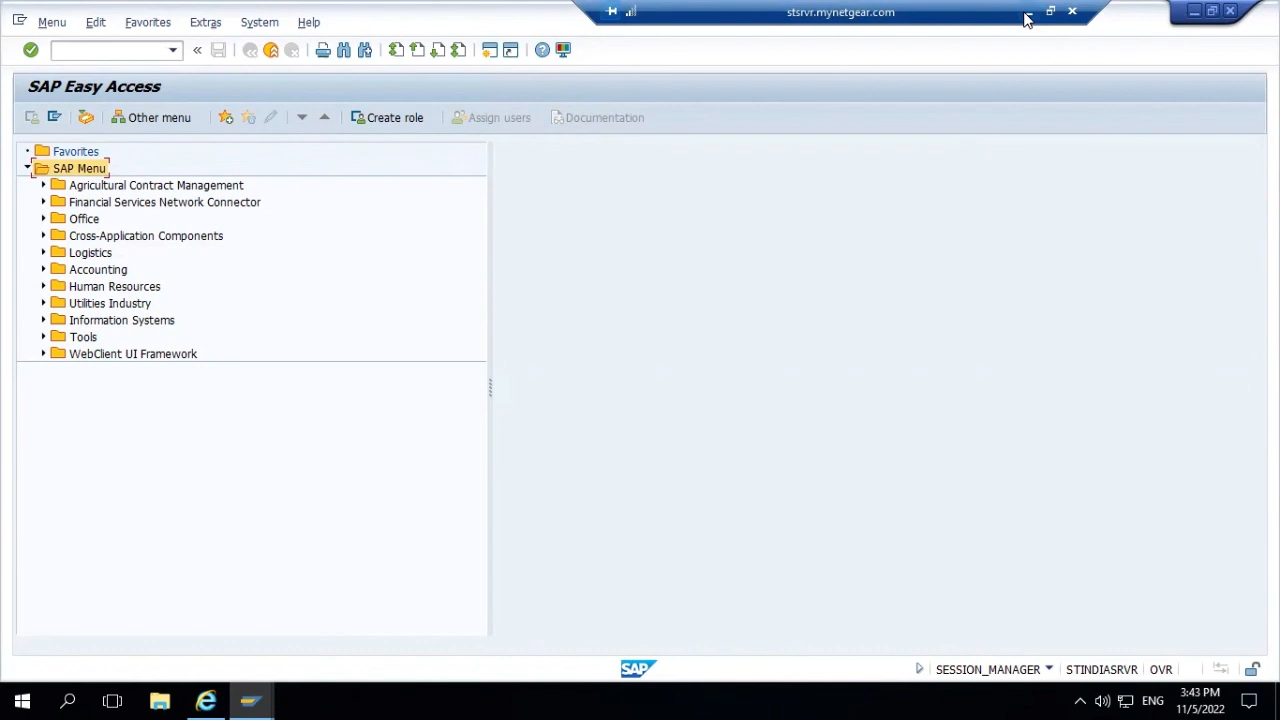 stsrvr.mynetgear.com
Menu Edit Favorites Extras System Help
SAP Easy Access
Other menu Create role Assign users Documentation
Favorites
SAP Menu
Agricultural Contract Management
Financial Services Network Connector
Office
Cross-Application Components
Logistics
Accounting
Human Resources
Utilities Industry
Information Systems
Tools
WebClient UI Framework
SAP
SESSION_MANAGER STINDIASRVR OVR
ENG
3:43 PM
11/5/2022